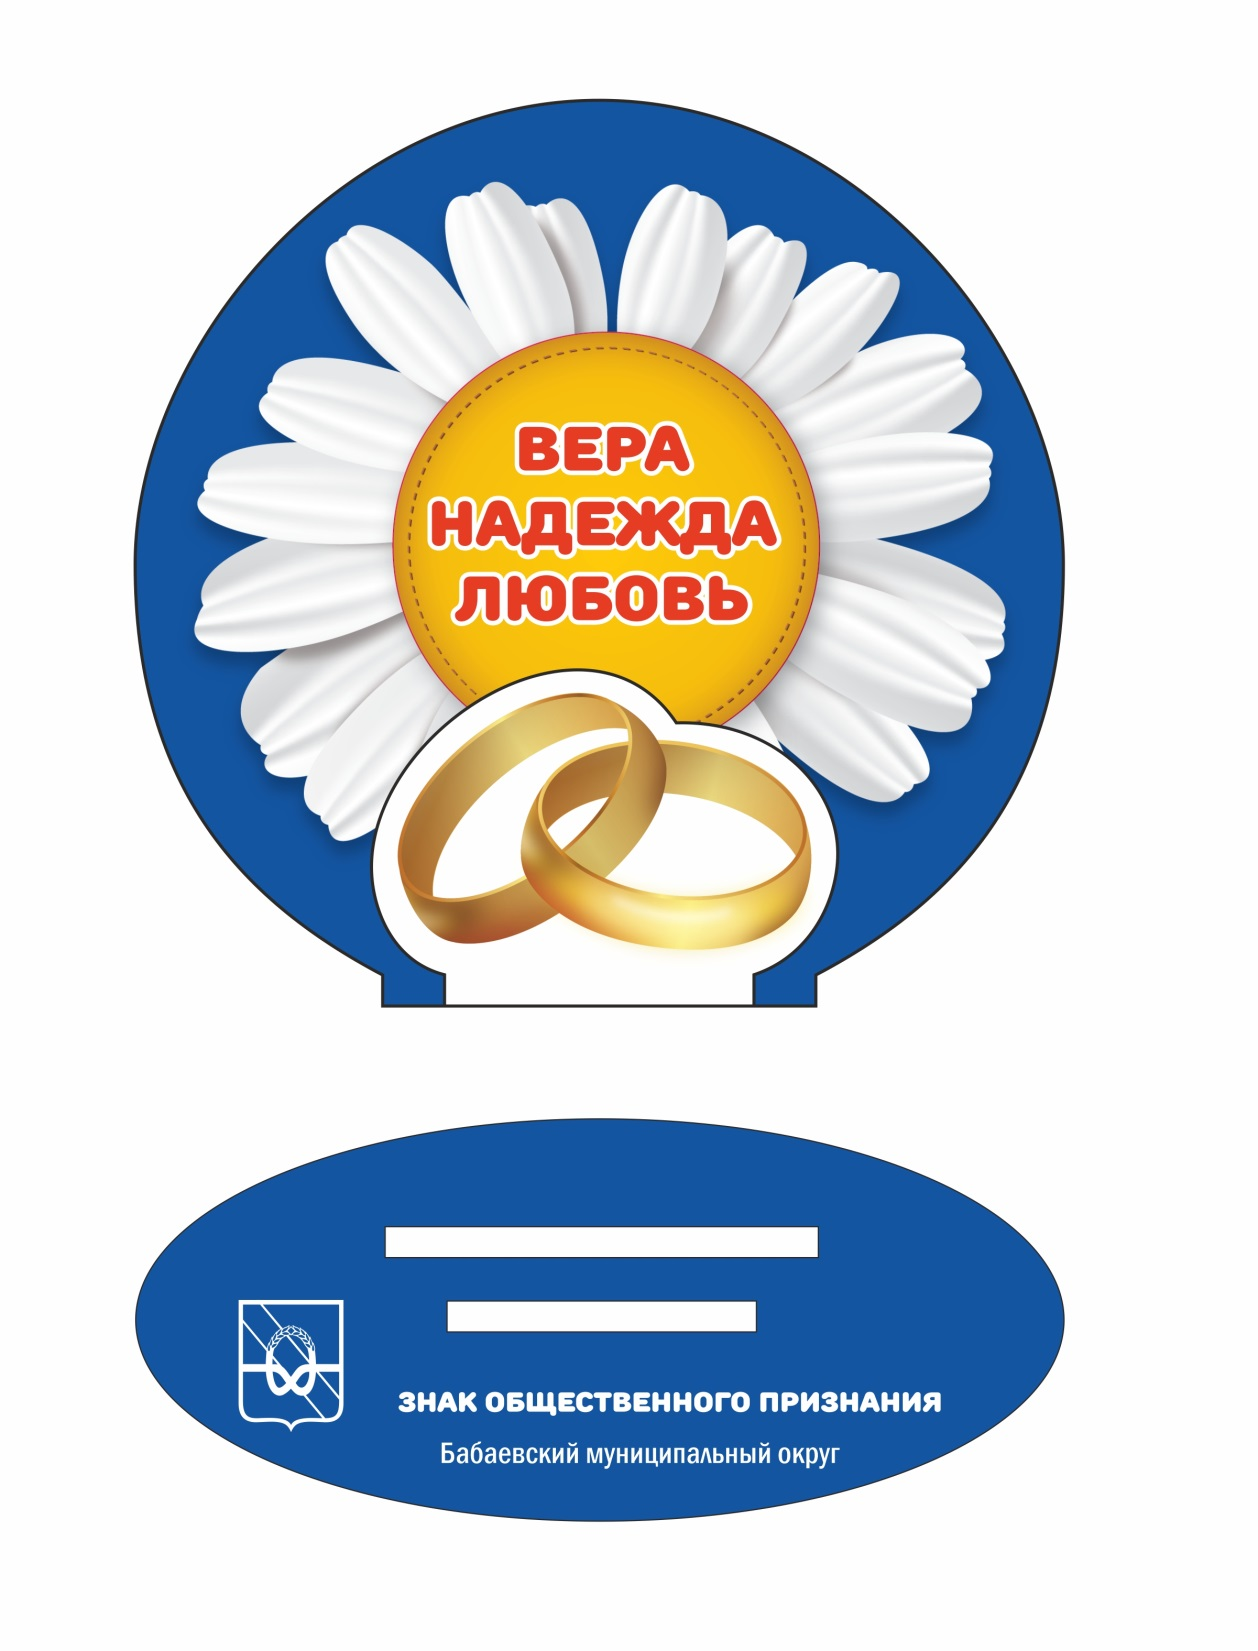 ВЕРА
НАДЕЖДА
ЛЮБОВЬ
ЗНАК ОБЩЕСТВЕННОГО ПРИЗНАНИЯ
Бабаевский муниципальный округ